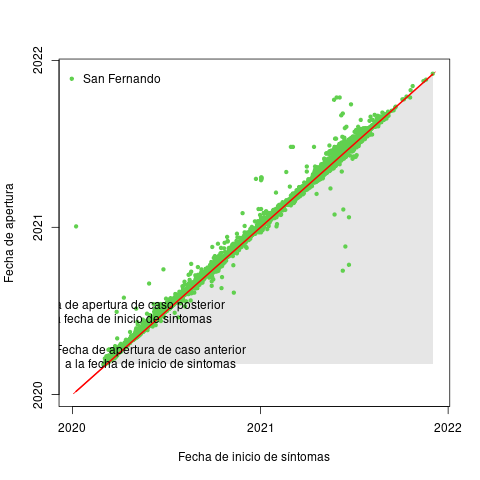 2022
San Fernando
Fecha de apertura
2021
de apertura de caso posterior
fecha de inicio de síntomas
Fecha de apertura de caso anterior
a la fecha de inicio de sintomas
2020
2020
2021
2022
Fecha de inicio de síntomas